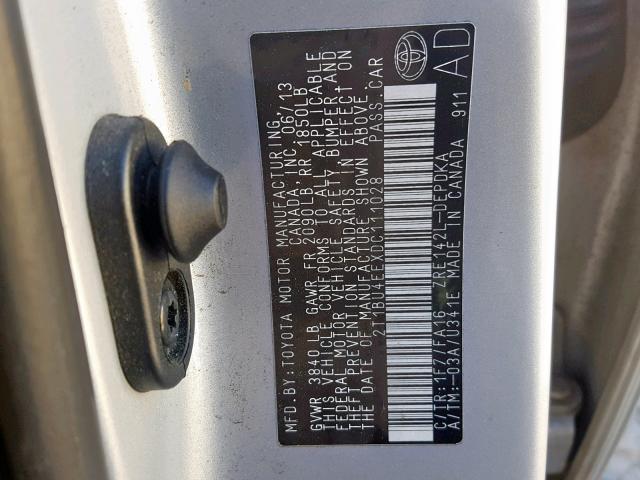 MFD. BY: TOYOTA MOTOR MANUFACTURING,
CANADA, INC. 06/13
GVWR 3840 LB GAWR FR 2090LB, RR 1850LB
THIS VEHICLE CONFORMS TO ALL APPLICABLE
FEDERAL MOTOR VEHICLE SAFETY, BUMPER, AND
THEFT PREVENTION STANDARDS IN EFFECT ON
THE DATE OF MANUFACTURE SHOWN ABOVE.
2T1BU4EEXDC111028 PASS. CAR
C/TR: 1F7/FA16 ZRE142L-DEPDKA
A/TM: -03A/C341E MADE IN CANADA 911
AD